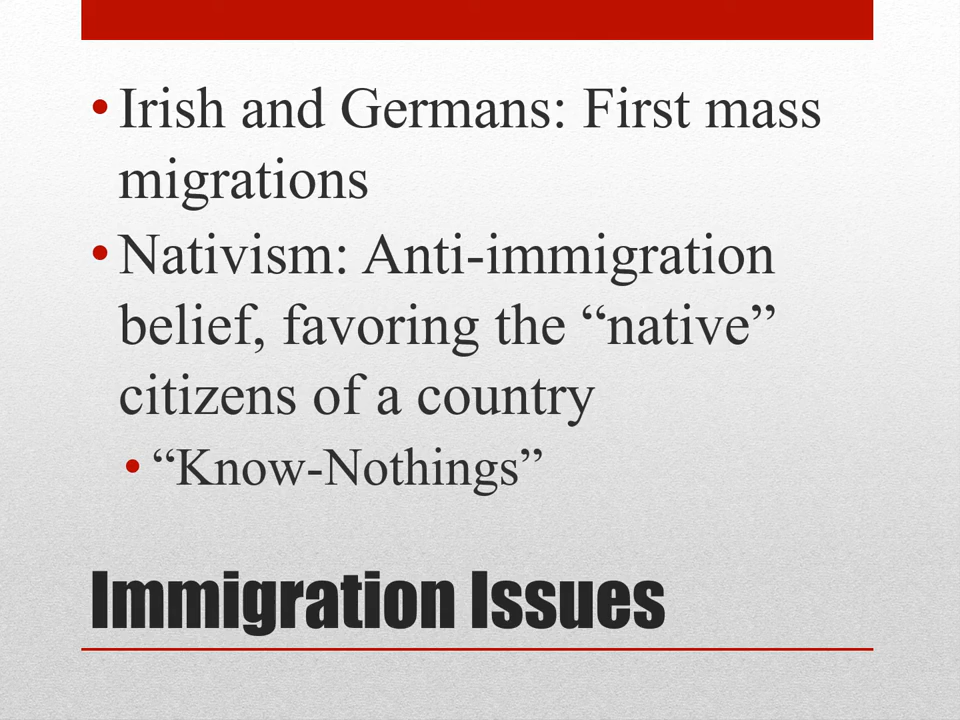 • Irish and Germans: First mass
migrations
• Nativism: Anti-immigration
belief, favoring the “native”
citizens of a country
• “Know-Nothings”
Immigration Issues